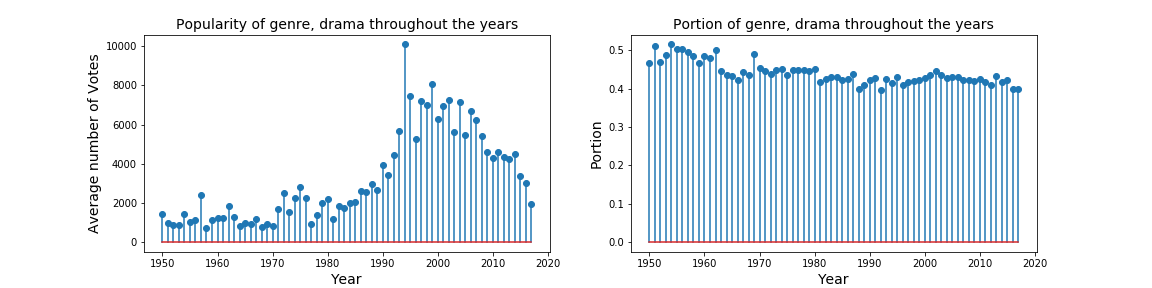 Popularity of genre, drama throughout the years
Average number of Votes
10000
8000
6000
4000
2000
0
1950 1960 1970 1980 1990 2000 2010 2020
Year
Portion of genre, drama throughout the years
Portion
0.5
0.4
0.3
0.2
0.1
0.0
1950 1960 1970 1980 1990 2000 2010 2020
Year